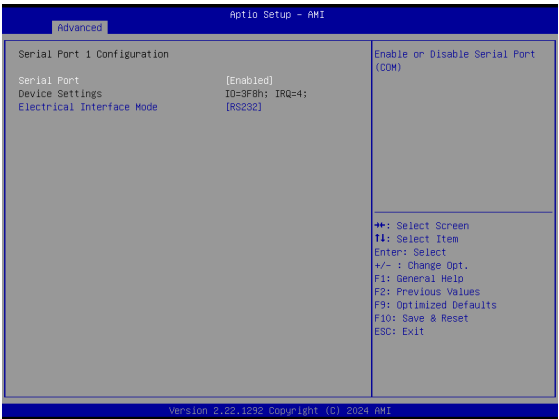 Aptio Setup - AMI
Advanced
Serial Port 1 Configuration
Serial Port [Enabled]
Device Settings IO=3F8h; IRQ=4;
Electrical Interface Mode [RS232]
Enable or Disable Serial Port
(COM)
→←: Select Screen
↑↓: Select Item
Enter: Select
+/- : Change Opt.
F1: General Help
F2: Previous Values
F9: Optimized Defaults
F10: Save & Reset
ESC: Exit
Version 2.22.1292 Copyright (C) 2024 AMI